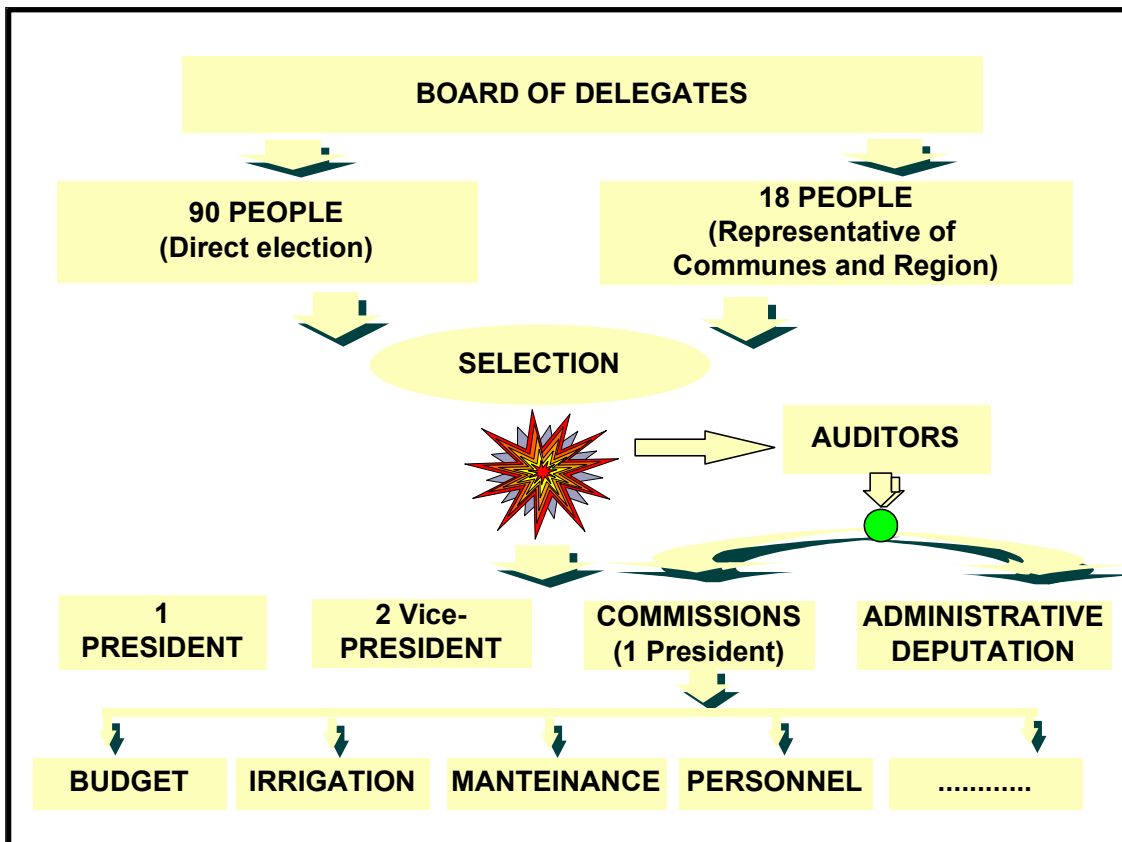 BOARD OF DELEGATES
90 PEOPLE
(Direct election)
18 PEOPLE
(Representative of
Communes and Region)
SELECTION
AUDITORS
1
PRESIDENT
2 Vice-
PRESIDENT
COMMISSIONS
(1 President)
ADMINISTRATIVE
DEPUTATION
BUDGET
IRRIGATION
MANTEINANCE
PERSONNEL
............